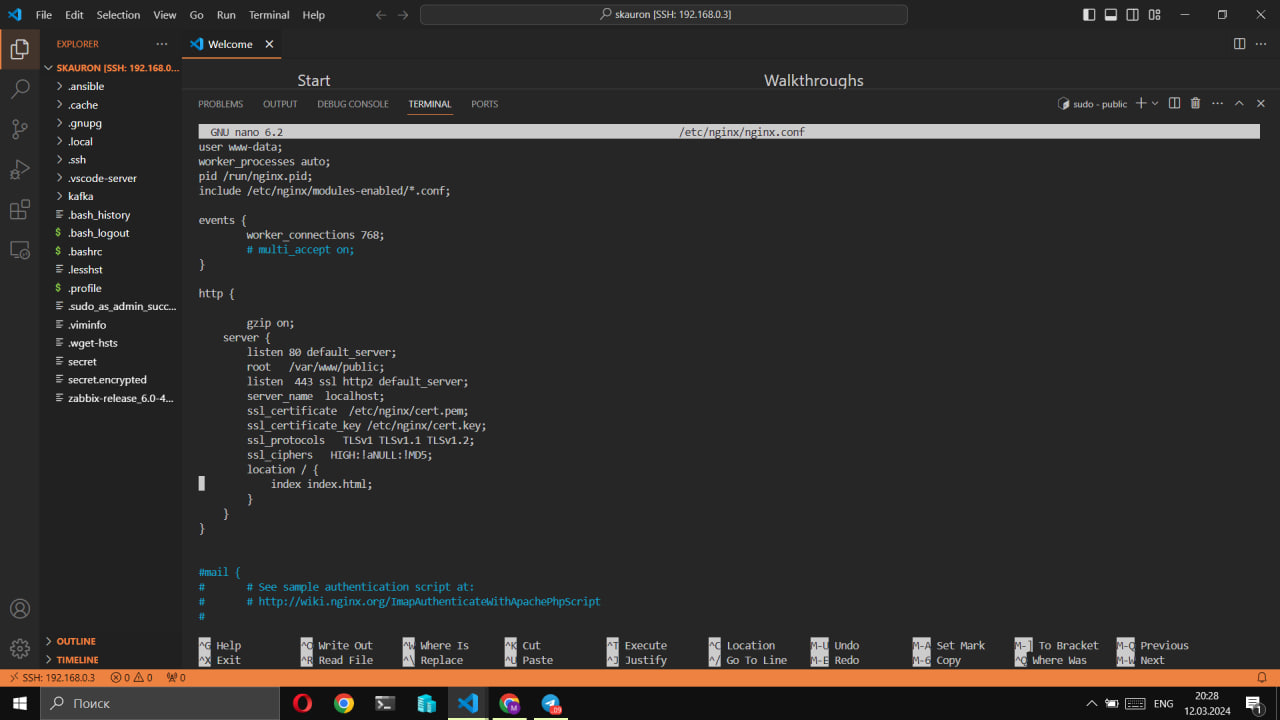 File Edit Selection View Go Run Terminal Help
skauron [SSH: 192.168.0.3]
EXPLORER
Welcome
SKAURON [SSH: 192.168.0...
.ansible
.cache
.gnupg
.local
.ssh
.vscode-server
kafka
.bash_history
$ .bash_logout
$ .bashrc
.lesshst
$ .profile
.sudo_as_admin_succ...
.viminfo
.wget-hsts
secret
secret.encrypted
zabbix-release_6.0-4...
OUTLINE
TIMELINE
Start
Walkthroughs
PROBLEMS OUTPUT DEBUG CONSOLE TERMINAL PORTS
sudo - public
GNU nano 6.2 /etc/nginx/nginx.conf
user www-data;
worker_processes auto;
pid /run/nginx.pid;
include /etc/nginx/modules-enabled/*.conf;
events {
worker_connections 768;
# multi_accept on;
}
http {
gzip on;
server {
listen 80 default_server;
root /var/www/public;
listen 443 ssl http2 default_server;
server_name localhost;
ssl_certificate /etc/nginx/cert.pem;
ssl_certificate_key /etc/nginx/cert.key;
ssl_protocols TLSv1 TLSv1.1 TLSv1.2;
ssl_ciphers HIGH:!aNULL:!MD5;
location / {
index index.html;
}
}
}
#mail {
# # See sample authentication script at:
# # http://wiki.nginx.org/ImapAuthenticateWithApachePhpScript
#
^G Help ^O Write Out ^W Where Is ^K Cut ^T Execute ^C Location M-U Undo M-A Set Mark M-] To Bracket M-Q Previous
^X Exit ^R Read File ^\ Replace ^U Paste ^J Justify ^/ Go To Line M-E Redo M-6 Copy ^Q Where Was M-W Next
SSH: 192.168.0.3 0 0 0
Поиск
ENG
20:28
12.03.2024
1